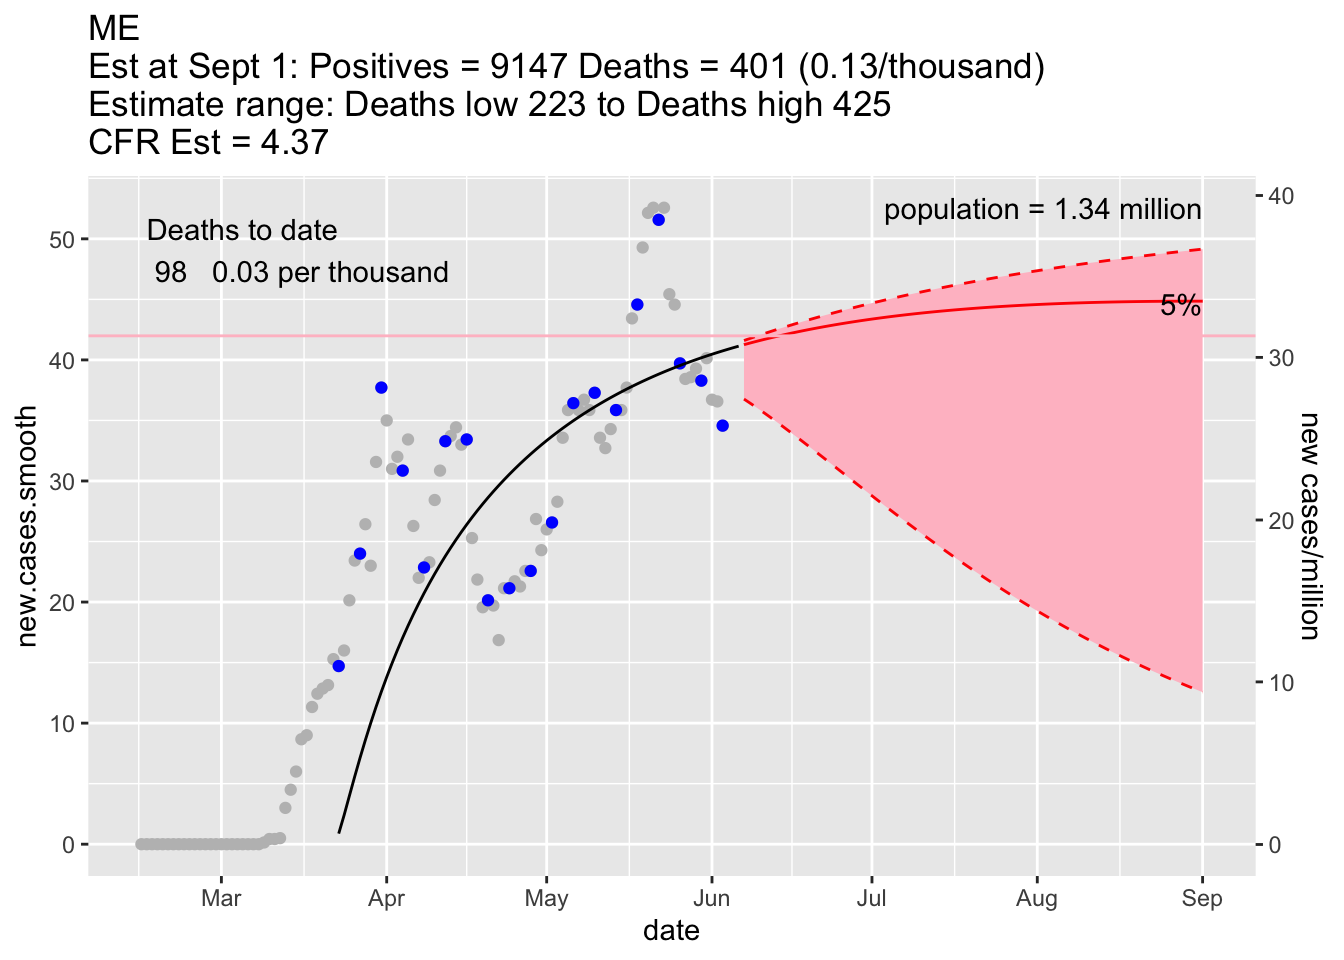 ME
Est at Sept 1: Positives = 9147 Deaths = 401 (0.13/thousand)
Estimate range: Deaths low 223 to Deaths high 425
CFR Est = 4.37
Deaths to date
98 0.03 per thousand
population = 1.34 million
5%
new.cases.smooth
50
40
30
20
10
0
40
30
20
10
0
new cases/million
Mar Apr May Jun Jul Aug Sep
date